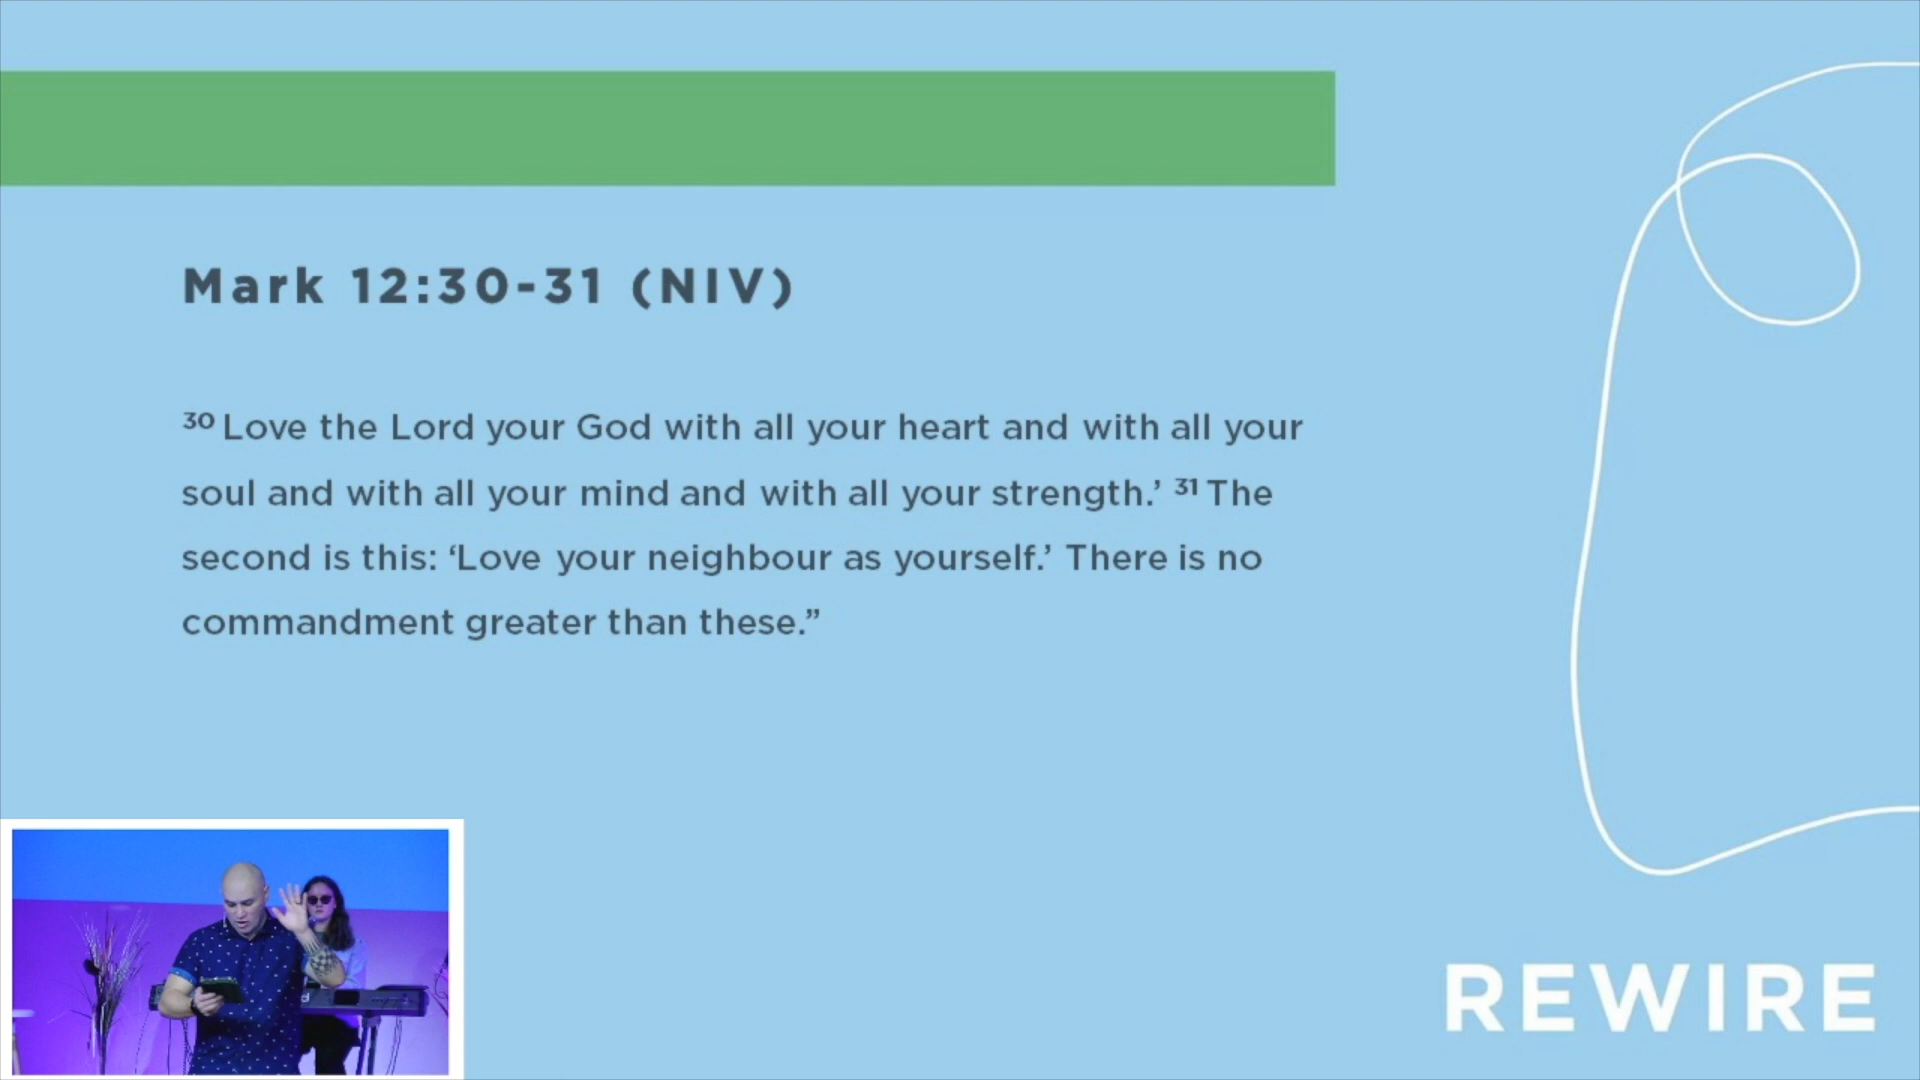 Mark 12:30-31 (NIV)
³⁰ Love the Lord your God with all your heart and with all your
soul and with all your mind and with all your strength.’ ³¹ The
second is this: ‘Love your neighbour as yourself.’ There is no
commandment greater than these.”
REWIRE